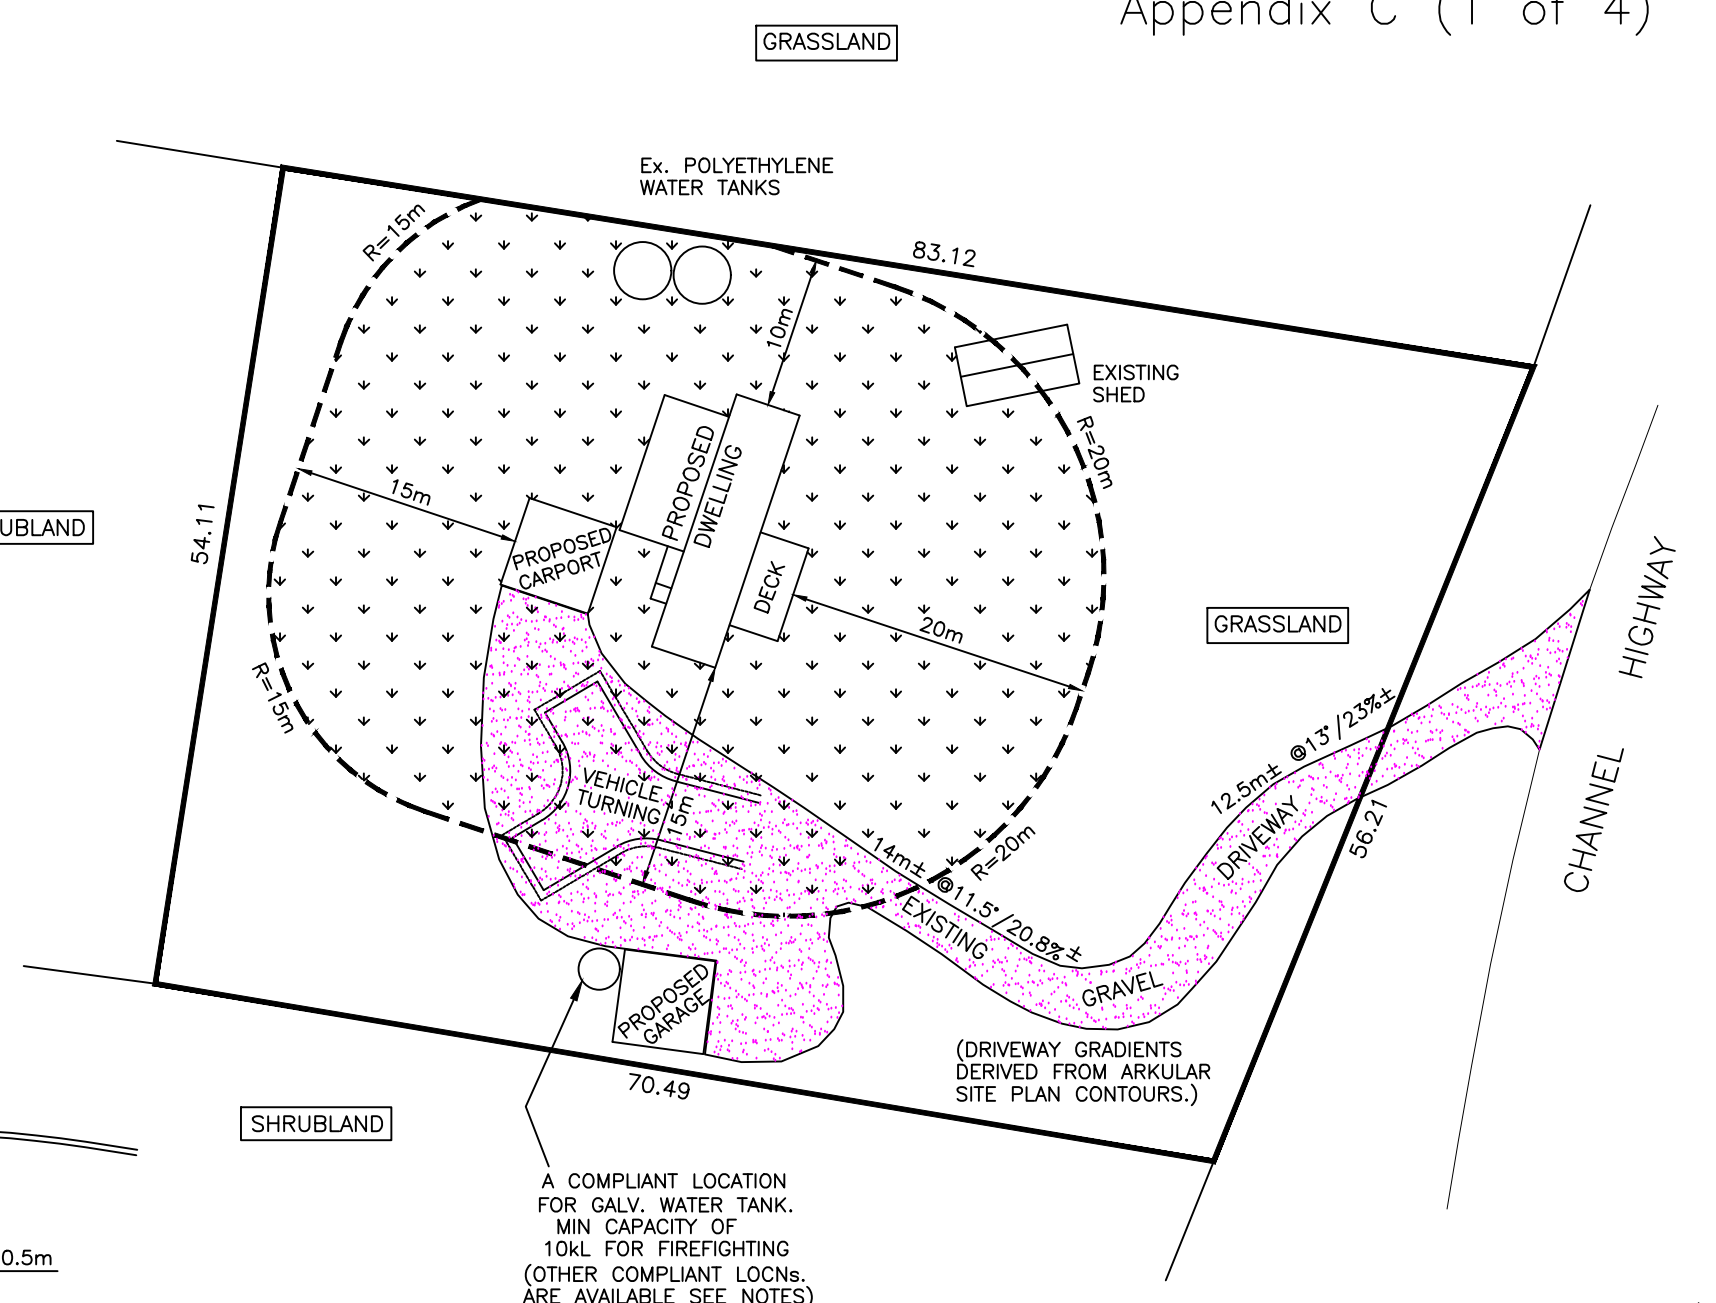 Appendix C (1 of 4)
GRASSLAND
Ex. POLYETHYLENE
WATER TANKS
R=15m
83.12
10m
EXISTING
SHED
R=20m
PROPOSED
DWELLING
15m
54.11
UBLAND
PROPOSED
CARPORT
DECK
20m
GRASSLAND
CHANNEL HIGHWAY
R=15m
12.5m± @13°/23%±
VEHICLE
TURNING
15m
R=20m
14m± @11.5°/20.8%±
56.21
EXISTING
GRAVEL
DRIVEWAY
PROPOSED
GARAGE
(DRIVEWAY GRADIENTS
DERIVED FROM ARKULAR
SITE PLAN CONTOURS.)
70.49
SHRUBLAND
A COMPLIANT LOCATION
FOR GALV. WATER TANK.
MIN CAPACITY OF
10kL FOR FIREFIGHTING
(OTHER COMPLIANT LOCNs.
ARE AVAILABLE SEE NOTES)
0.5m